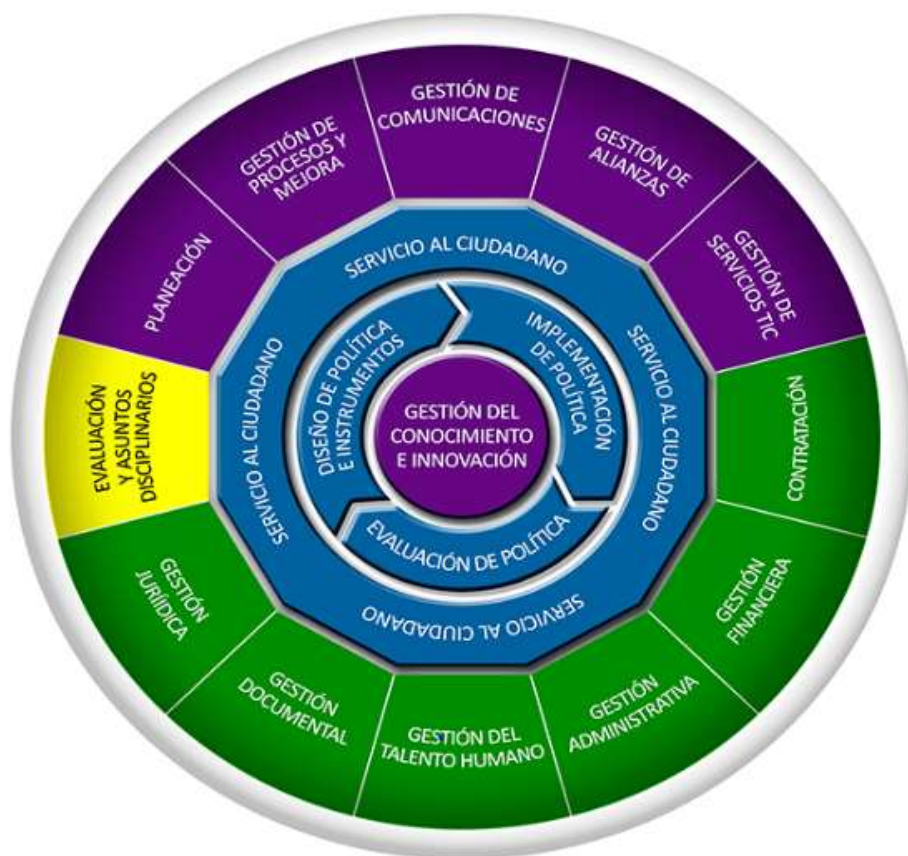 GESTIÓN DE
COMUNICACIONES
GESTIÓN DE
ALIANZAS
GESTIÓN DE
SERVICIOS TIC
CONTRATACIÓN
GESTIÓN
FINANCIERA
GESTIÓN
ADMINISTRATIVA
GESTIÓN DEL
TALENTO HUMANO
GESTIÓN
DOCUMENTAL
GESTIÓN
JURÍIDICA
EVALUACIÓN
Y ASUNTOS
DISCIPLINARIOS
PLANEACIÓN
GESTIÓN DE
PROCESOS Y
MEJORA
SERVICIO AL CIUDADANO
SERVICIO AL CIUDADANO
SERVICIO AL CIUDADANO
SERVICIO AL CIUDADANO
DISEÑO DE POLÍTICA
E INSTRUMENTOS
IMPLEMENTACIÓN
DE POLÍTICA
EVALUACIÓN DE POLÍTICA
GESTIÓN DEL
CONOCIMIENTO
E INNOVACIÓN